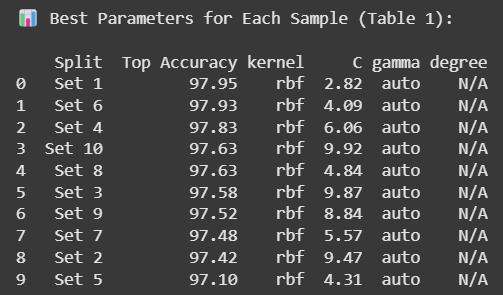 📊 Best Parameters for Each Sample (Table 1):
Split Top Accuracy kernel C gamma degree
0 Set 1 97.95 rbf 2.82 auto N/A
1 Set 6 97.93 rbf 4.09 auto N/A
2 Set 4 97.83 rbf 6.06 auto N/A
3 Set 10 97.63 rbf 9.92 auto N/A
4 Set 8 97.63 rbf 4.84 auto N/A
5 Set 3 97.58 rbf 9.87 auto N/A
6 Set 9 97.52 rbf 8.84 auto N/A
7 Set 7 97.48 rbf 5.57 auto N/A
8 Set 2 97.42 rbf 9.47 auto N/A
9 Set 5 97.10 rbf 4.31 auto N/A